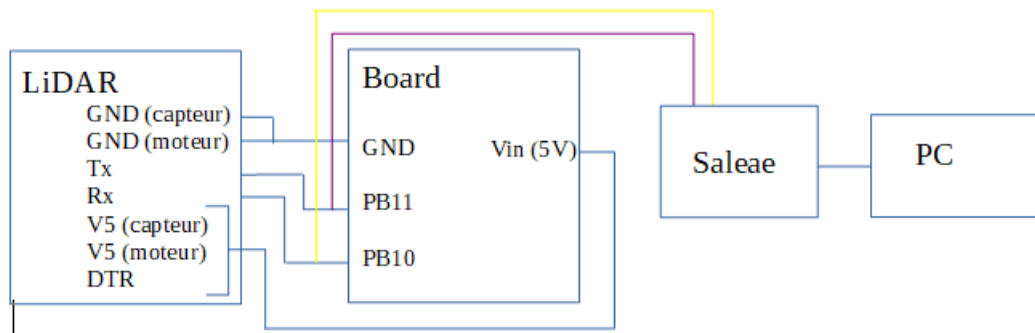 LiDAR
GND (capteur)
GND (moteur)
Tx
Rx
V5 (capteur)
V5 (moteur)
DTR
Board
GND
Vin (5V)
PB11
PB10
Saleae
PC